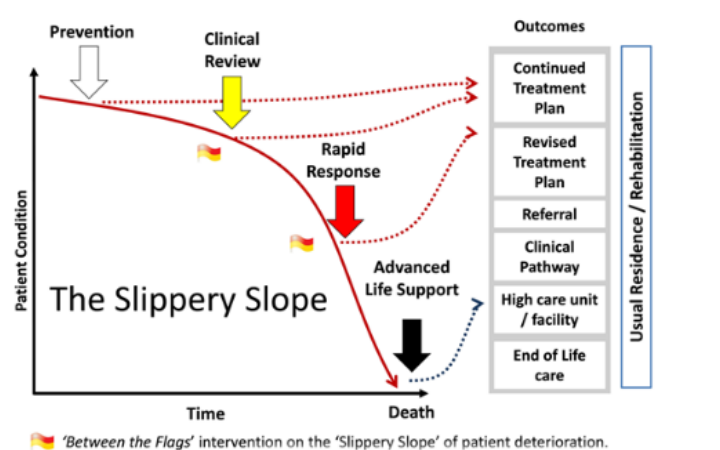 Outcomes
Prevention
Clinical
Review
Rapid
Response
Advanced
Life Support
Patient Condition
The Slippery Slope
Time
Death
Continued
Treatment
Plan
Revised
Treatment
Plan
Referral
Clinical
Pathway
High care unit
/ facility
End of Life
care
Usual Residence / Rehabilitation
'Between the Flags' intervention on the 'Slippery Slope' of patient deterioration.